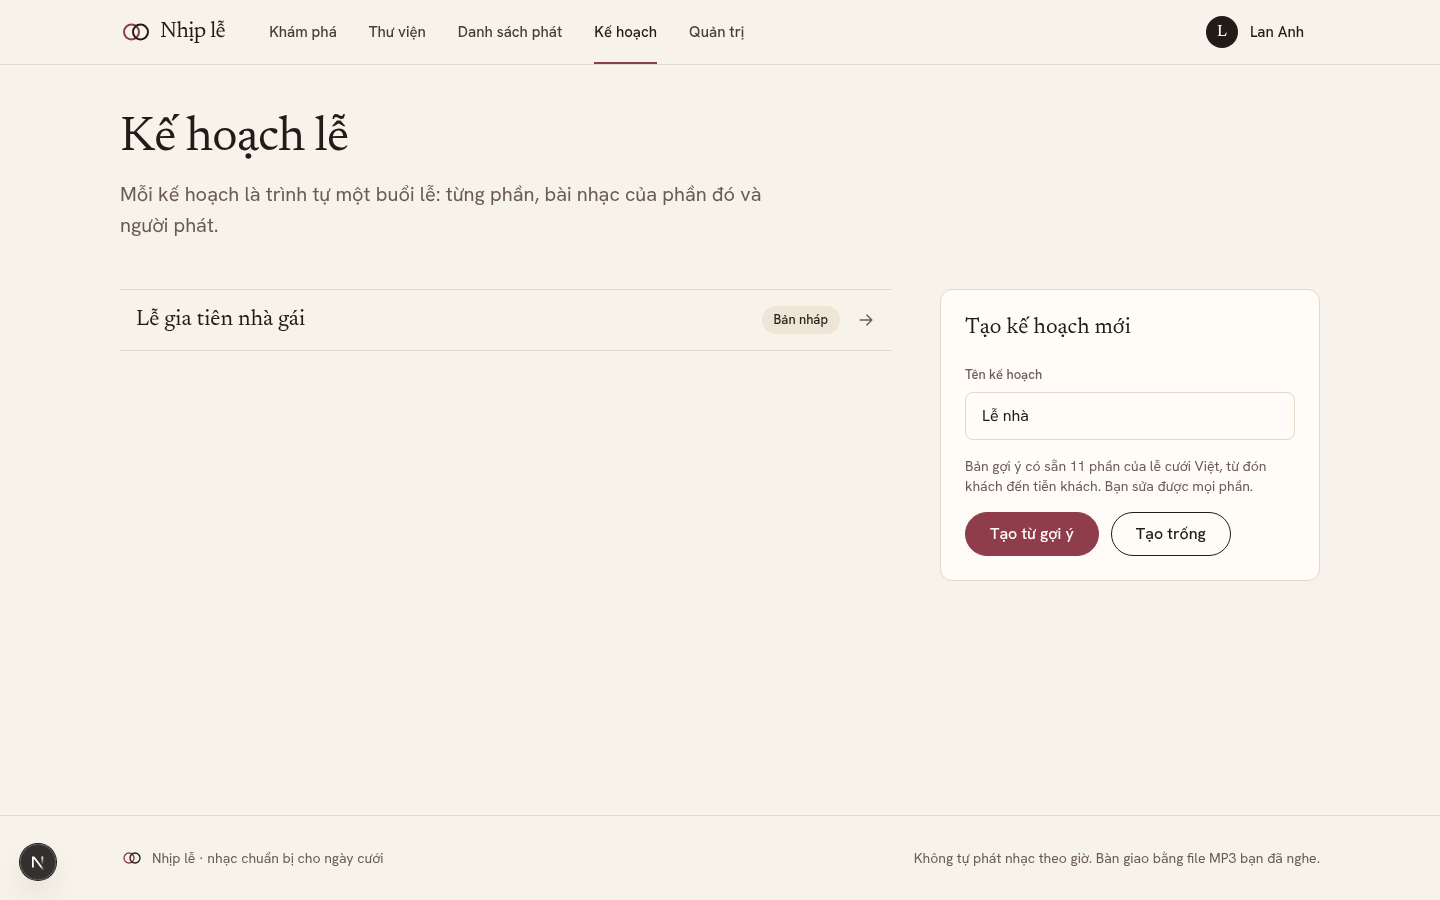 Nhịp lễ
Khám phá
Thư viện
Danh sách phát
Kế hoạch
Quản trị
L
Lan Anh
Kế hoạch lễ
Mỗi kế hoạch là trình tự một buổi lễ: từng phần, bài nhạc của phần đó và
người phát.
Lễ gia tiên nhà gái
Bản nháp
Tạo kế hoạch mới
Tên kế hoạch
Lễ nhà
Bản gợi ý có sẵn 11 phần của lễ cưới Việt, từ đón
khách đến tiễn khách. Bạn sửa được mọi phần.
Tạo từ gợi ý
Tạo trống
N
Nhịp lễ · nhạc chuẩn bị cho ngày cưới
Không tự phát nhạc theo giờ. Bàn giao bằng file MP3 bạn đã nghe.